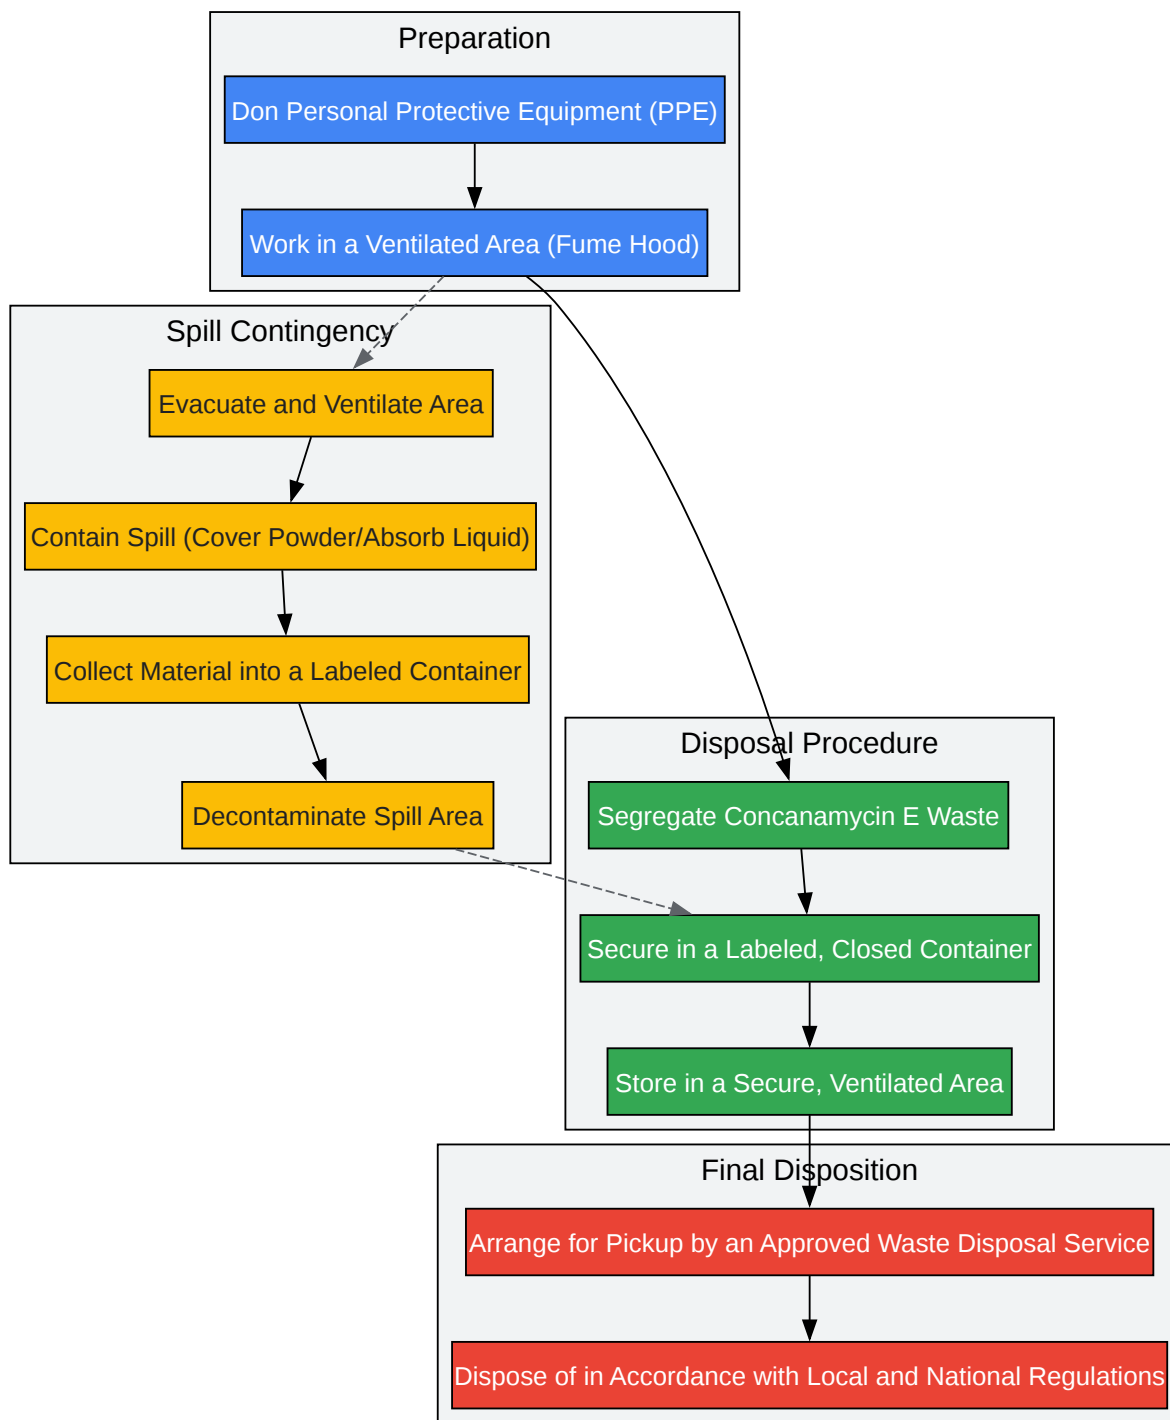 Preparation
Don Personal Protective Equipment (PPE)
Work in a Ventilated Area (Fume Hood)
Spill Contingency
Evacuate and Ventilate Area
Contain Spill (Cover Powder/Absorb Liquid)
Collect Material into a Labeled Container
Decontaminate Spill Area
Disposal Procedure
Segregate Concanamycin E Waste
Secure in a Labeled, Closed Container
Store in a Secure, Ventilated Area
Final Disposition
Arrange for Pickup by an Approved Waste Disposal Service
Dispose of in Accordance with Local and National Regulations